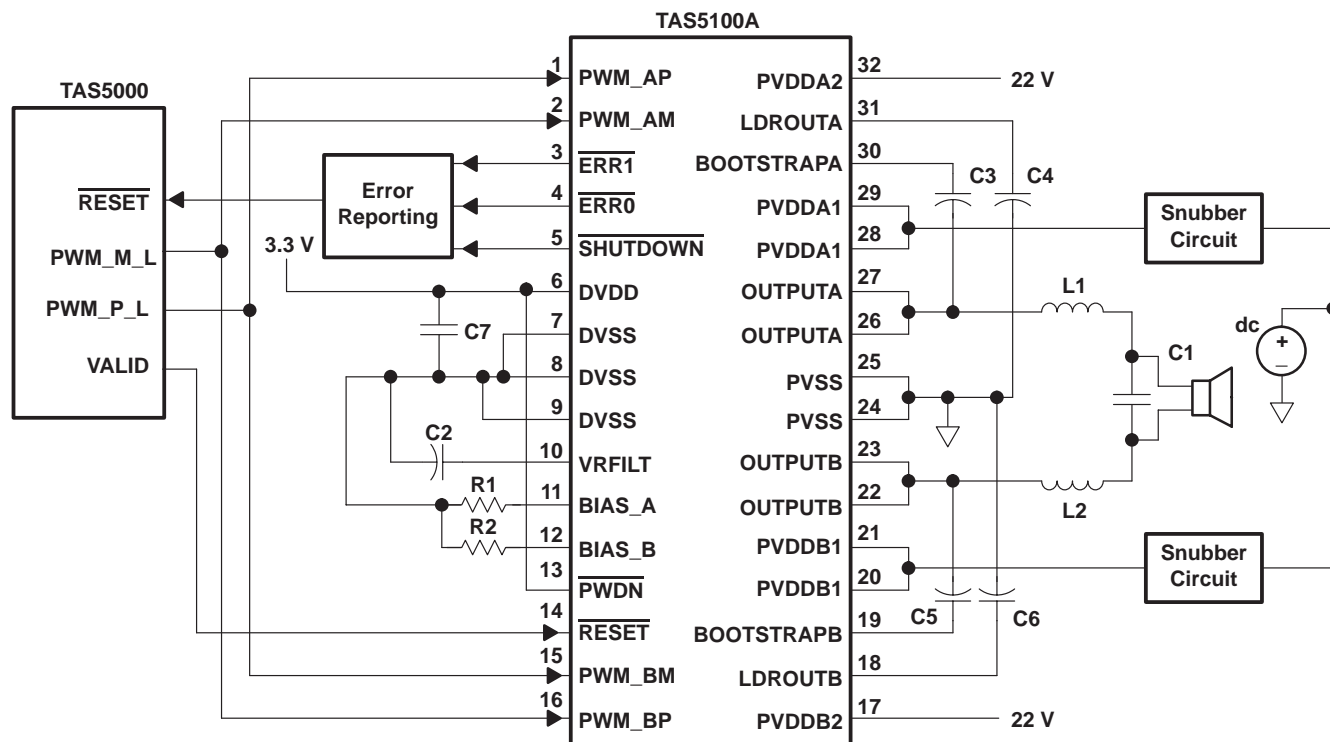 TAS5100A
TAS5000
RESET
PWM_M_L
PWM_P_L
VALID
Error
Reporting
3.3 V
C7
C2
R1
R2
1 PWM_AP
2 PWM_AM
3 ERR1
4 ERR0
5 SHUTDOWN
6 DVDD
7 DVSS
8 DVSS
9 DVSS
10 VRFILT
11 BIAS_A
12 BIAS_B
13 PWDN
14 RESET
15 PWM_BM
16 PWM_BP
PVDDA2 32 22 V
LDROUTA 31
BOOTSTRAPA 30
PVDDA1 29
PVDDA1 28
OUTPUTA 27
OUTPUTA 26
PVSS 25
PVSS 24
OUTPUTB 23
OUTPUTB 22
PVDDB1 21
PVDDB1 20
BOOTSTRAPB 19
LDROUTB 18
PVDDB2 17 22 V
C3
C4
Snubber
Circuit
L1
dc
+
–
C1
L2
Snubber
Circuit
C5
C6